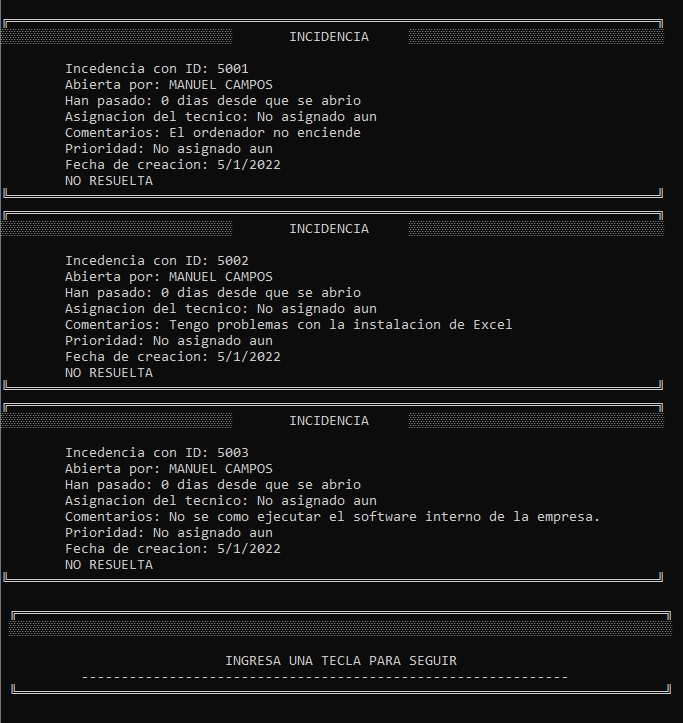 INCIDENCIA
Incedencia con ID: 5001
Abierta por: MANUEL CAMPOS
Han pasado: 0 dias desde que se abrio
Asignacion del tecnico: No asignado aun
Comentarios: El ordenador no enciende
Prioridad: No asignado aun
Fecha de creacion: 5/1/2022
NO RESUELTA
INCIDENCIA
Incedencia con ID: 5002
Abierta por: MANUEL CAMPOS
Han pasado: 0 dias desde que se abrio
Asignacion del tecnico: No asignado aun
Comentarios: Tengo problemas con la instalacion de Excel
Prioridad: No asignado aun
Fecha de creacion: 5/1/2022
NO RESUELTA
INCIDENCIA
Incedencia con ID: 5003
Abierta por: MANUEL CAMPOS
Han pasado: 0 dias desde que se abrio
Asignacion del tecnico: No asignado aun
Comentarios: No se como ejecutar el software interno de la empresa.
Prioridad: No asignado aun
Fecha de creacion: 5/1/2022
NO RESUELTA
INGRESA UNA TECLA PARA SEGUIR